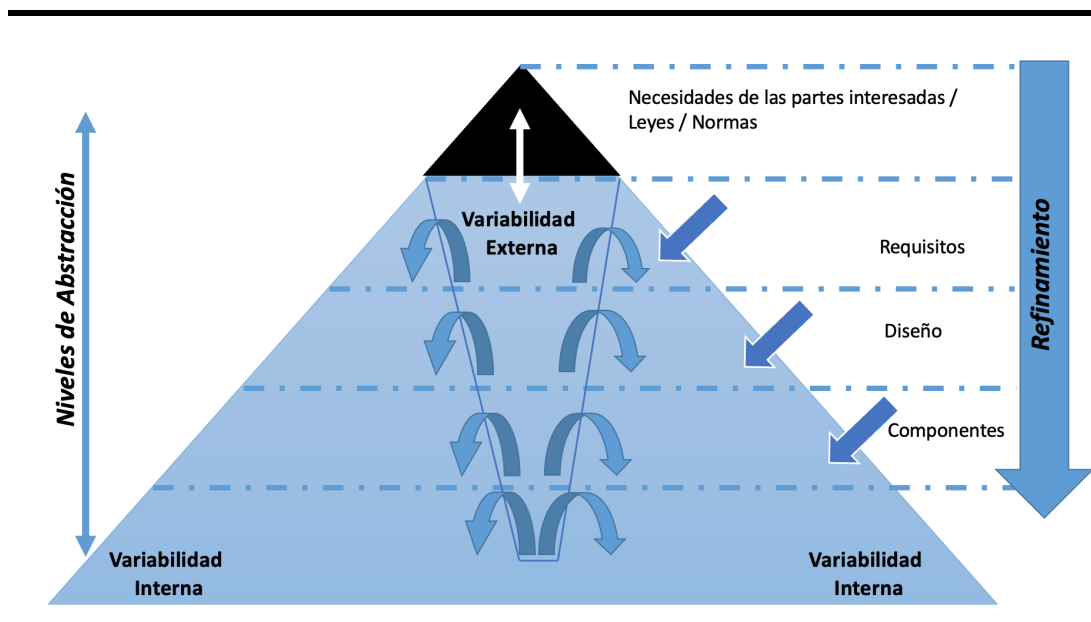 Necesidades de las partes interesadas /
Leyes / Normas
Niveles de Abstracción
Variabilidad
Externa
Requisitos
Refinamiento
Diseño
Componentes
Variabilidad
Interna
Variabilidad
Interna